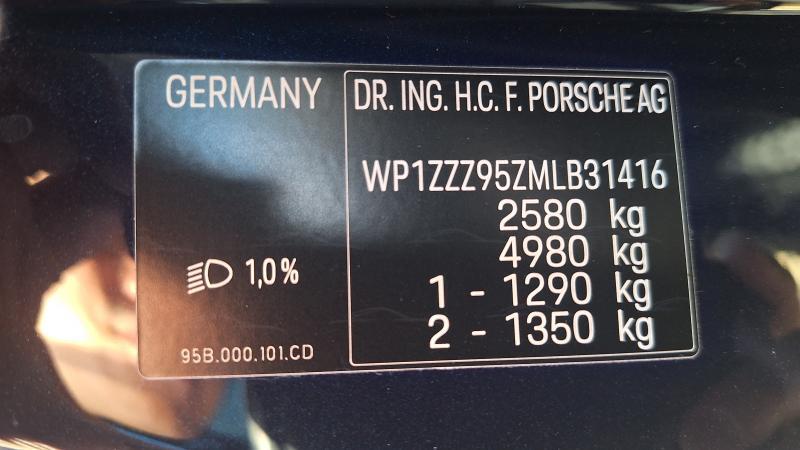 GERMANY
DR. ING. H.C. F. PORSCHE AG
WP1ZZZ95ZMLB31416
2580 kg
4980 kg
1 - 1290 kg
2 - 1350 kg
1,0%
95B.000.101.CD